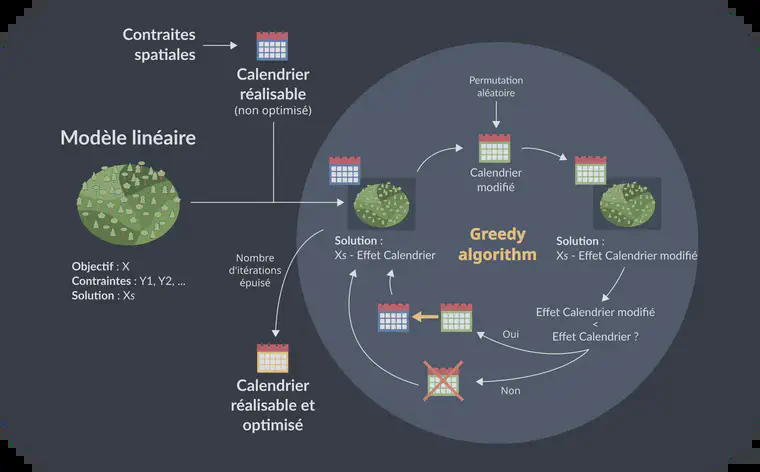 Contraites
spatiales
Calendrier
réalisable
(non optimisé)
Modèle linéaire
Objectif : X
Contraintes : Y1, Y2, ...
Solution : Xs
Permutation
aléatoire
Calendrier
modifié
Solution :
Xs - Effet Calendrier
Greedy
algorithm
Solution :
Xs - Effet Calendrier modifié
Nombre
d'itérations
épuisé
Effet Calendrier modifié
<
Effet Calendrier ?
Oui
Non
Calendrier
réalisable et
optimisé